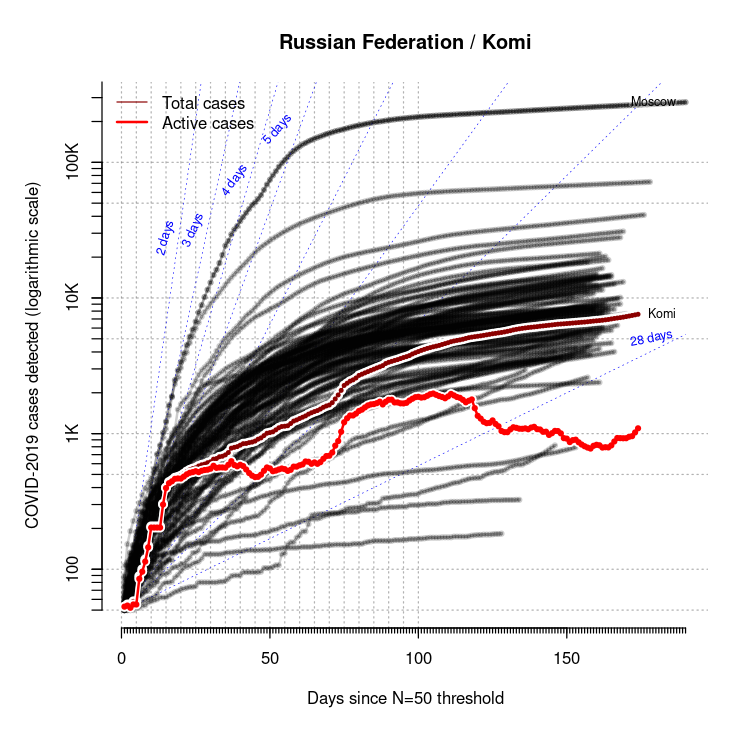 Russian Federation / Komi
Total cases
Active cases
Moscow
Komi
2 days
3 days
4 days
5 days
28 days
COVID-2019 cases detected (logarithmic scale)
100K
10K
1K
100
0
50
100
150
Days since N=50 threshold